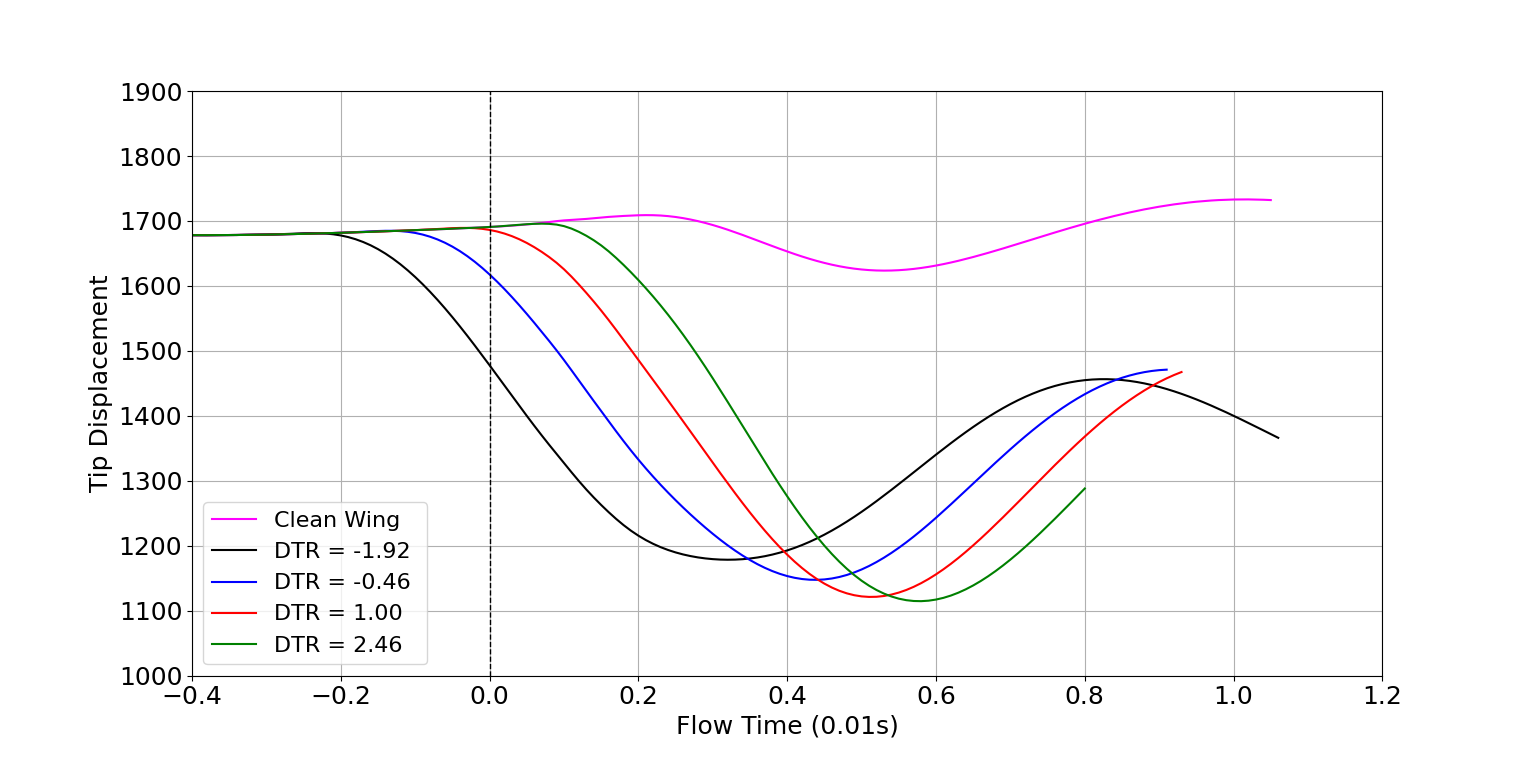 1900
1800
1700
1600
1500
1400
1300
1200
1100
1000
Tip Displacement
Clean Wing
DTR = -1.92
DTR = -0.46
DTR = 1.00
DTR = 2.46
−0.4 −0.2 0.0 0.2 0.4 0.6 0.8 1.0 1.2
Flow Time (0.01s)